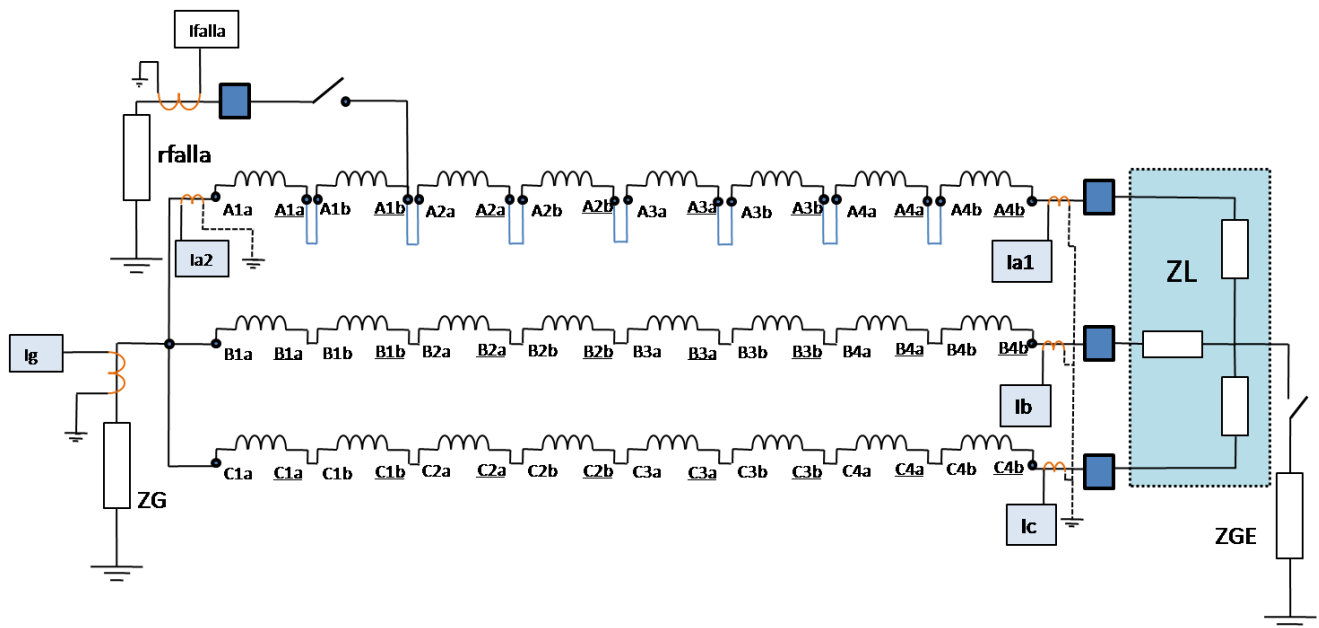 Ifalla
rfalla
A1a A1a A1b A1b A2a A2a A2b A2b A3a A3a A3b A3b A4a A4a A4b A4b
Ia2
Ia1
ZL
Ig
B1a B1a B1b B1b B2a B2a B2b B2b B3a B3a B3b B3b B4a B4a B4b B4b
Ib
C1a C1a C1b C1b C2a C2a C2b C2b C3a C3a C3b C3b C4a C4a C4b C4b
ZG
Ic
ZGE